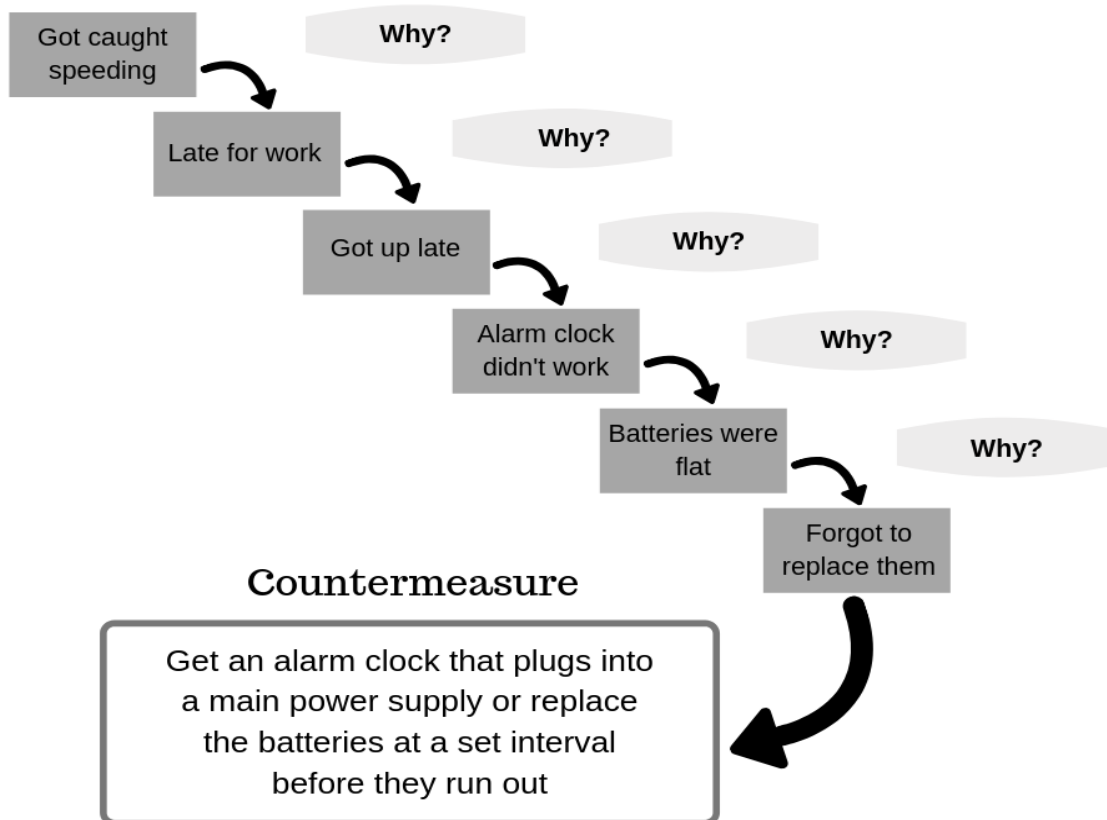 Got caught
speeding
Why?
Late for work
Why?
Got up late
Why?
Alarm clock
didn't work
Why?
Batteries were
flat
Why?
Forgot to
replace them
Countermeasure
Get an alarm clock that plugs into
a main power supply or replace
the batteries at a set interval
before they run out